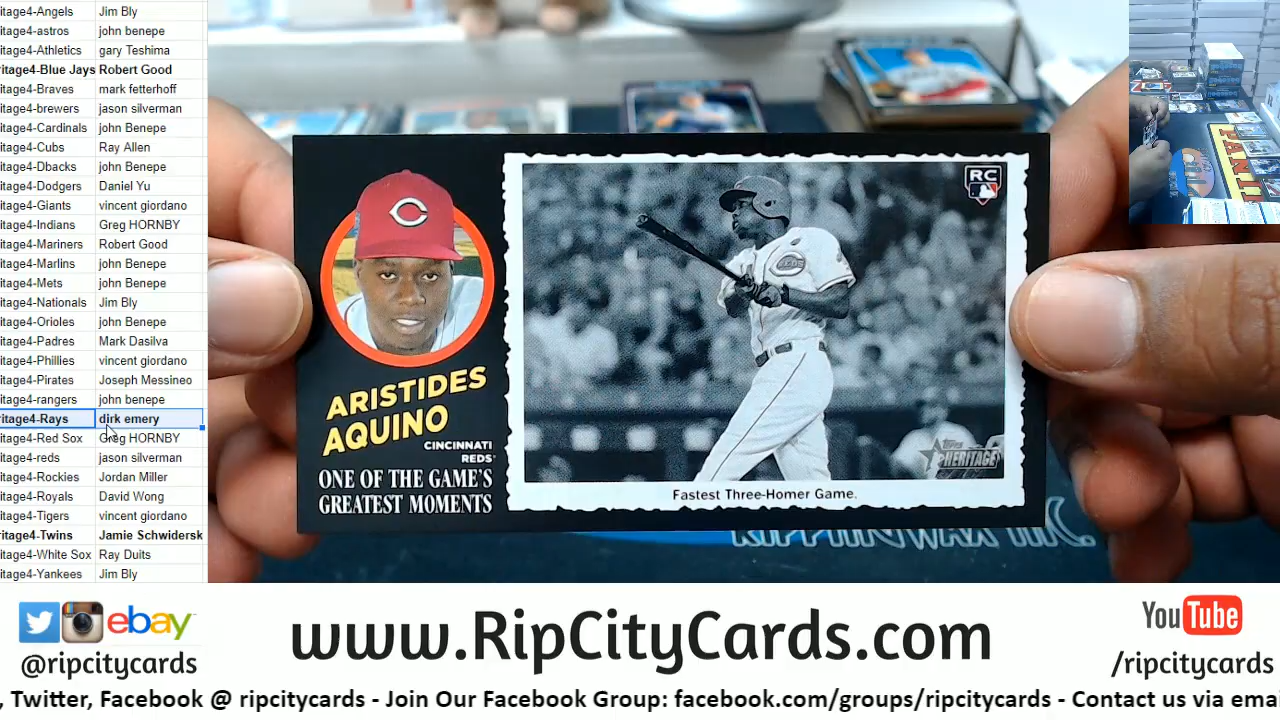 itage4-Angels Jim Bly
itage4-astros john benepe
itage4-Athletics gary Teshima
itage4-Blue Jays Robert Good
itage4-Braves mark fetterhoff
itage4-brewers jason silverman
itage4-Cardinals john Benepe
itage4-Cubs Ray Allen
itage4-Dbacks john Benepe
itage4-Dodgers Daniel Yu
itage4-Giants vincent giordano
itage4-Indians Greg HORNBY
itage4-Mariners Robert Good
itage4-Marlins john Benepe
itage4-Mets john Benepe
itage4-Nationals Jim Bly
itage4-Orioles john Benepe
itage4-Padres Mark Dasilva
itage4-Phillies vincent giordano
itage4-Pirates Joseph Messineo
itage4-rangers john benepe
itage4-Rays dirk emery
itage4-Red Sox Greg HORNBY
itage4-reds jason silverman
itage4-Rockies Jordan Miller
itage4-Royals David Wong
itage4-Tigers vincent giordano
itage4-Twins Jamie Schwidersk
itage4-White Sox Ray Duits
itage4-Yankees Jim Bly
C
ARISTIDES
AQUINO
CINCINNATI
REDS
ONE OF THE GAME'S
GREATEST MOMENTS
RC
REDS
Topps
HERITAGE
Fastest Three-Homer Game.
RIPPINWAX INC.
PANINI
ebay
@ripcitycards
www.RipCityCards.com
YouTube
/ripcitycards
, Twitter, Facebook @ ripcitycards - Join Our Facebook Group: facebook.com/groups/ripcitycards - Contact us via emai